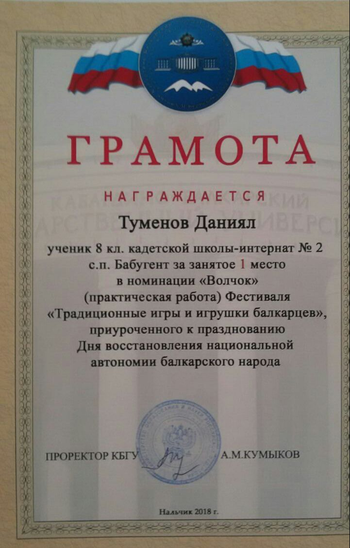 ГРАМОТА
НАГРАЖДАЕТСЯ
Туменов Даниял
ученик 8 кл. кадетской школы-интернат № 2
с.п. Бабугент за занятое 1 место
в номинации «Волчок»
(практическая работа) Фестиваля
«Традиционные игры и игрушки балкарцев»,
приуроченного к празднованию
Дня восстановления национальной
автономии балкарского народа
ПРОРЕКТОР КБГУ А.М.КУМЫКОВ
Нальчик 2018 г.